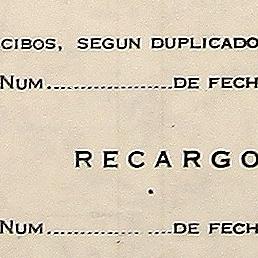 CIBOS, SEGUN DUPLICADO
NUM.................DE FECH
RECARGO
NUM............. ....DE FECH